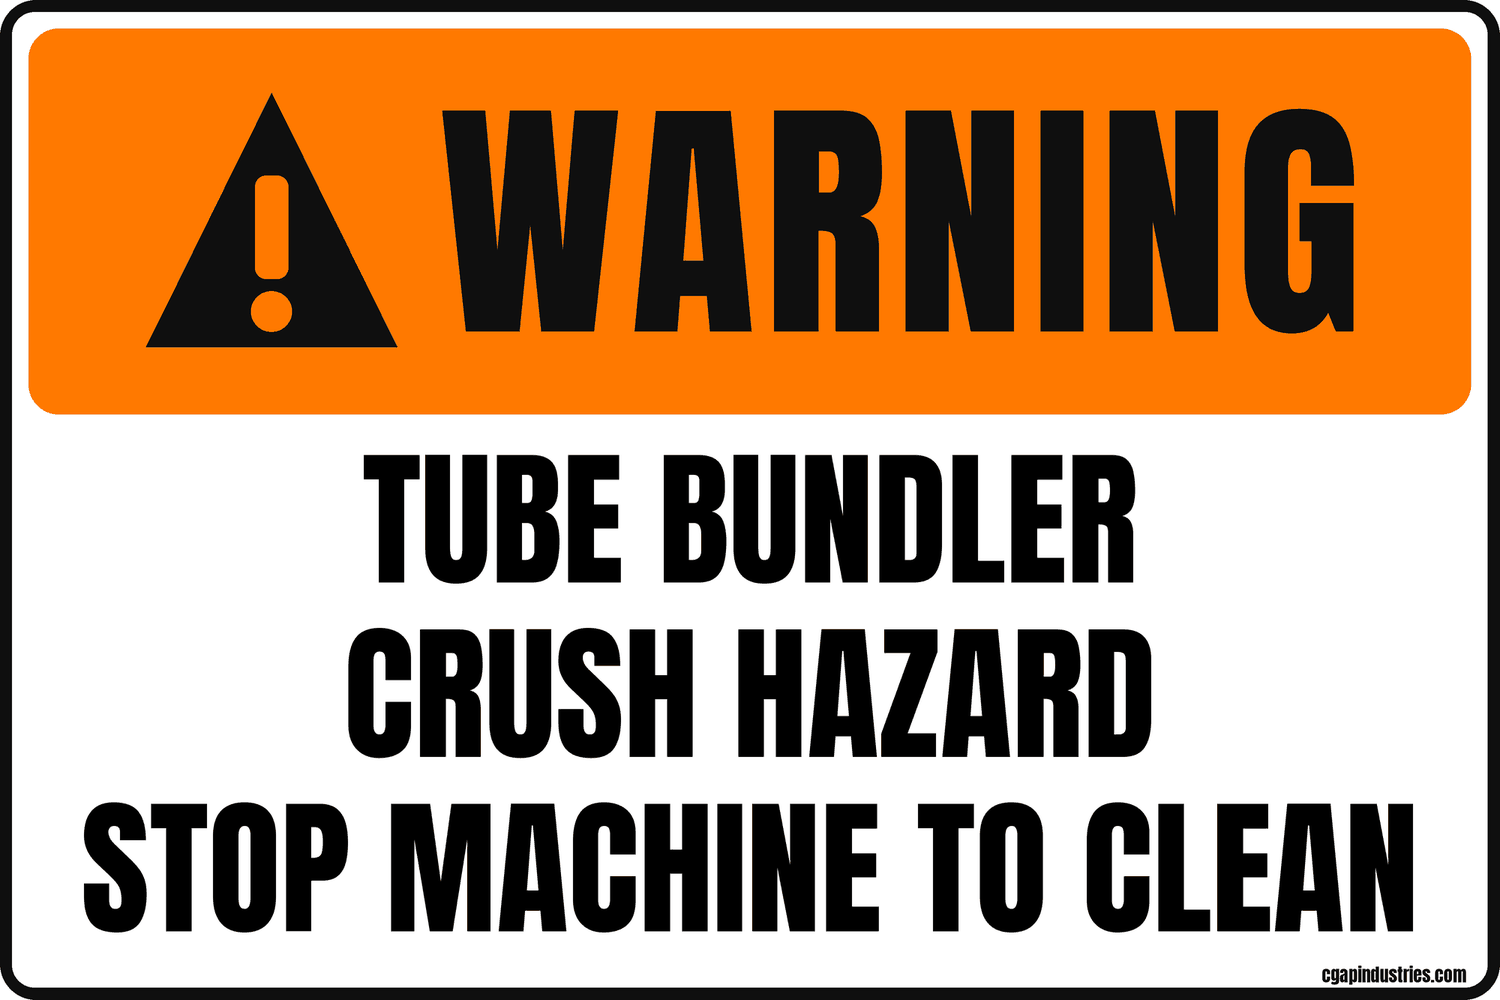 WARNING
TUBE BUNDLER
CRUSH HAZARD
STOP MACHINE TO CLEAN
cgapindustries.com